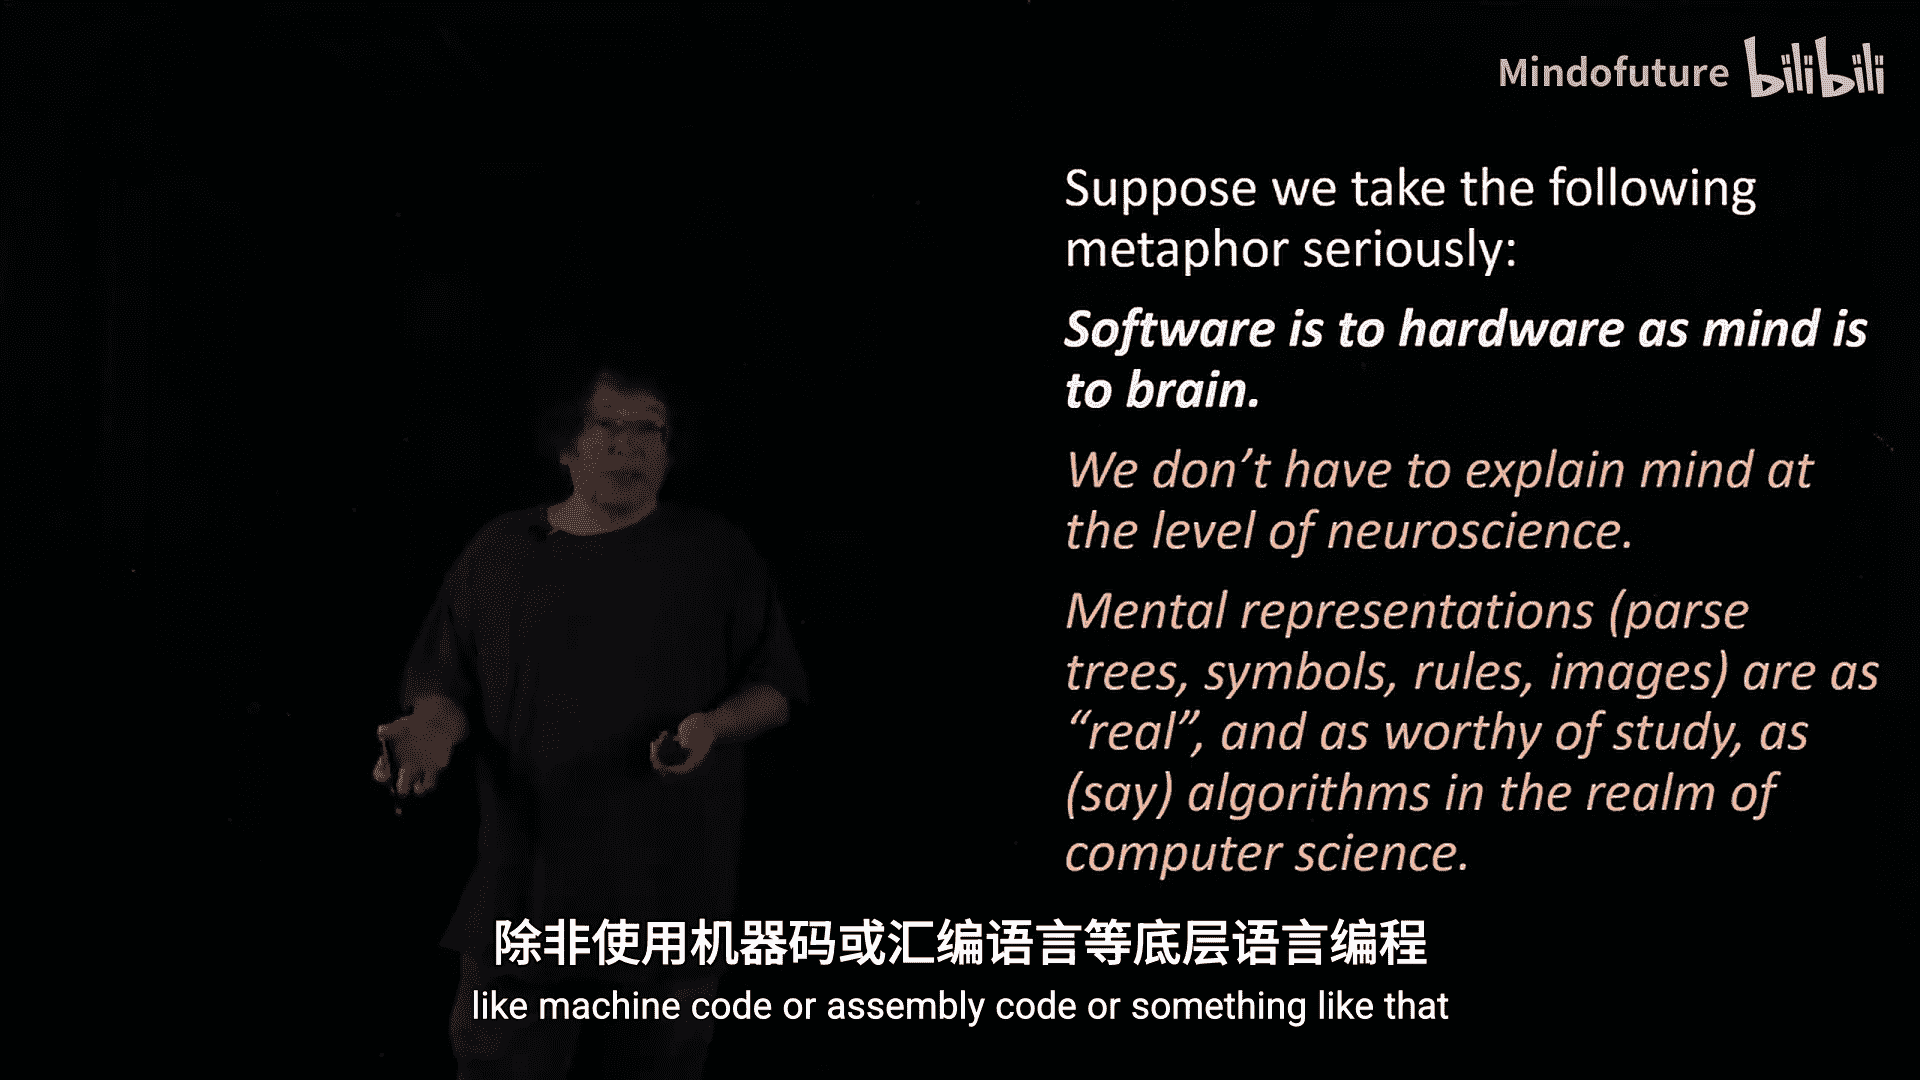 Mindofuture bilibili
Suppose we take the following
metaphor seriously:
Software is to hardware as mind is
to brain.
We don’t have to explain mind at
the level of neuroscience.
Mental representations (parse
trees, symbols, rules, images) are as
“real”, and as worthy of study, as
(say) algorithms in the realm of
computer science.
除非使用机器码或汇编语言等底层语言编程
like machine code or assembly code or something like that